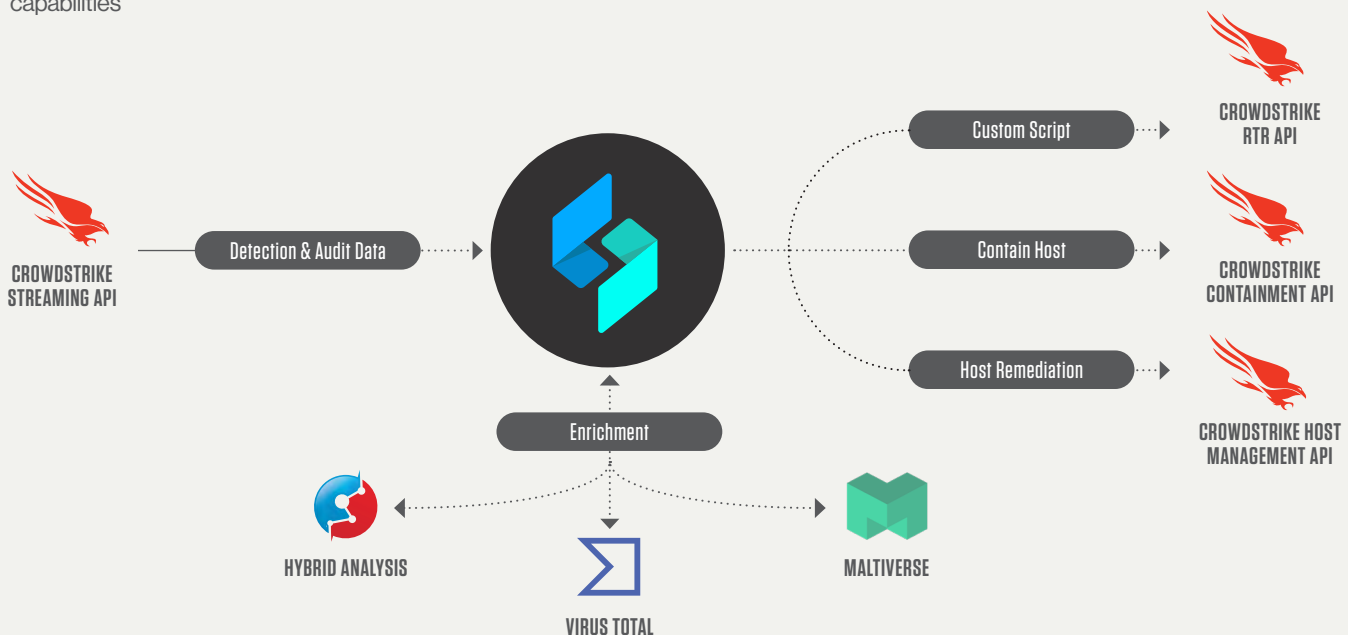 capabilities
CROWDSTRIKE
STREAMING API
Detection & Audit Data
Custom Script
CROWDSTRIKE
RTR API
Contain Host
CROWDSTRIKE
CONTAINMENT API
Host Remediation
CROWDSTRIKE HOST
MANAGEMENT API
Enrichment
HYBRID ANALYSIS
VIRUS TOTAL
MALTIVERSE